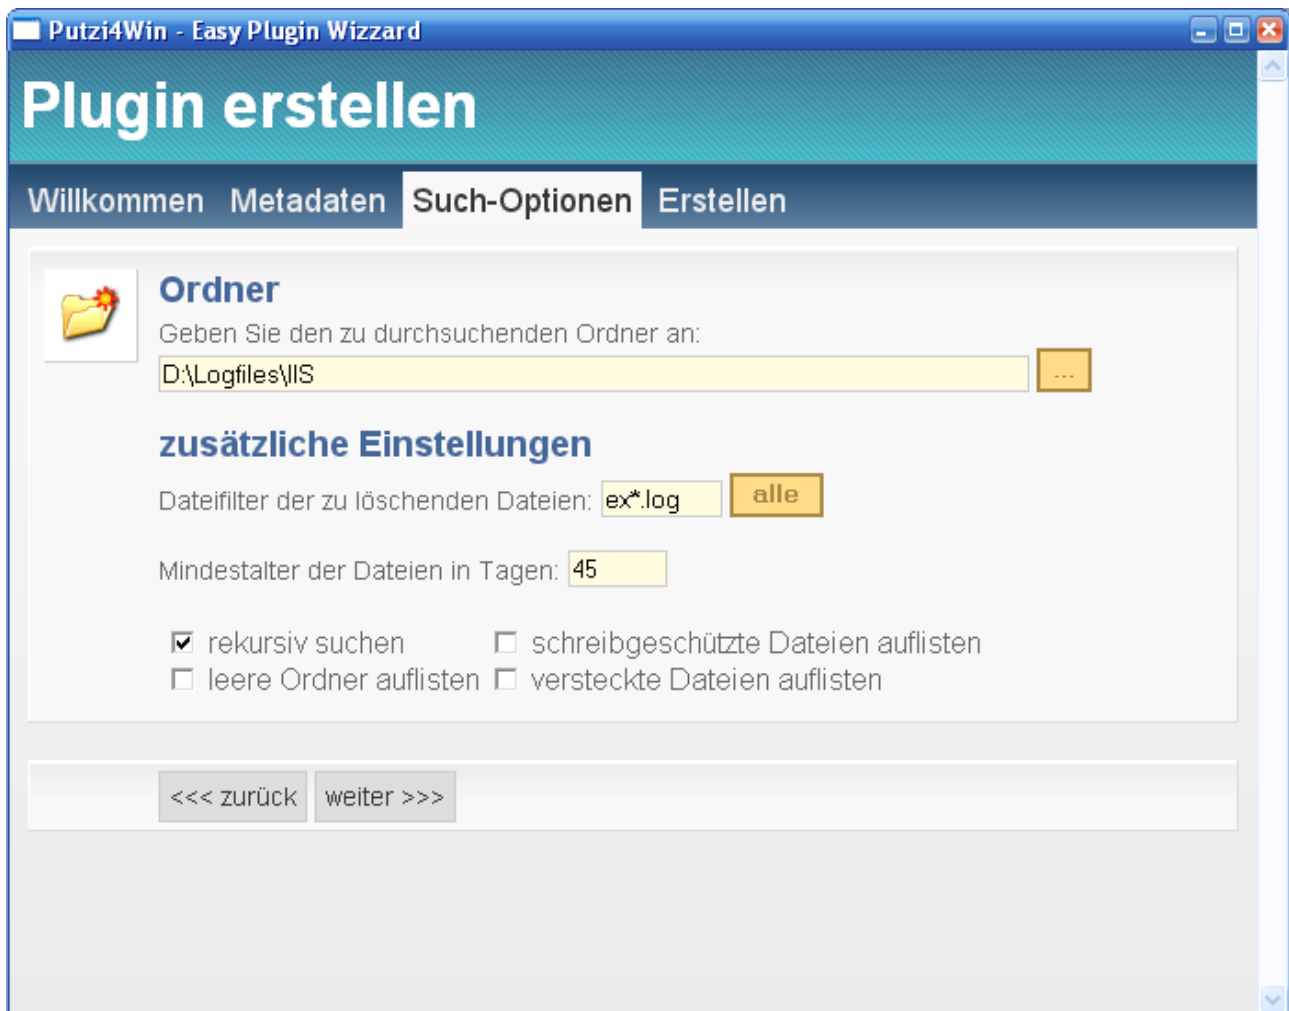 Putzi4Win - Easy Plugin Wizzard
Plugin erstellen
Willkommen Metadaten Such-Optionen Erstellen
Ordner
Geben Sie den zu durchsuchenden Ordner an:
D:\Logfiles\IIS ...
zusätzliche Einstellungen
Dateifilter der zu löschenden Dateien: ex*.log alle
Mindestalter der Dateien in Tagen: 45
rekursiv suchen schreibgeschützte Dateien auflisten
leere Ordner auflisten versteckte Dateien auflisten
<<< zurück weiter >>>